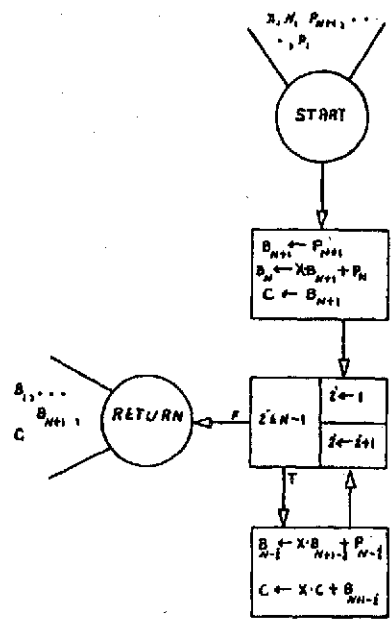 X, N, P_{N+1}, ...
., P_1
START
B_{N+1} ← P_{N+1}
B_N ← X·B_{N+1} + P_N
C ← B_{N+1}
B_1, ...
B_{N+1},
C
RETURN
F
i ≤ N-1
i ← 1
i ← i+1
T
B_{N-i} ← X·B_{N+1-i} + P_{N-i}
C ← X·C + B_{N+1-i}